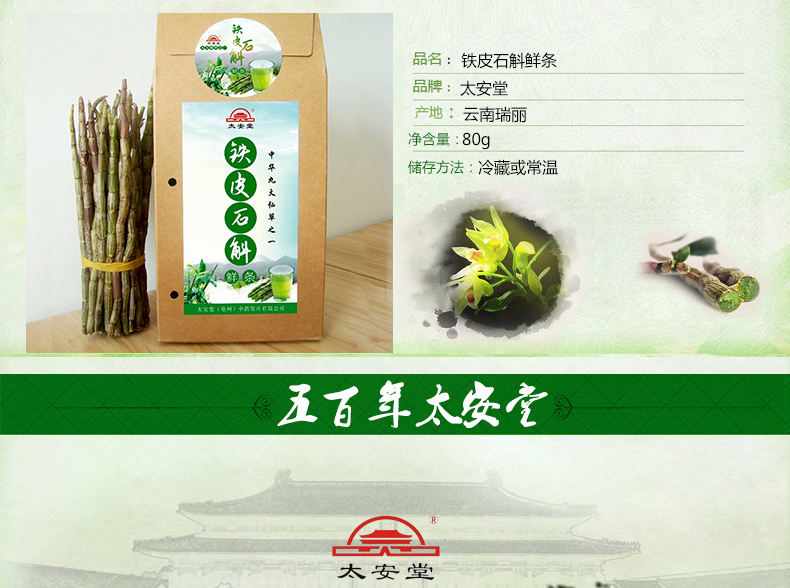 铁皮石斛
太安堂
太安堂
铁皮石斛
鲜条
中华九大仙草之一
太安堂（亳州）中药饮片有限公司
品名： 铁皮石斛鲜条
品牌： 太安堂
产地： 云南瑞丽
净含量：80g
储存方法：冷藏或常温
五百年太安堂
®
太安堂